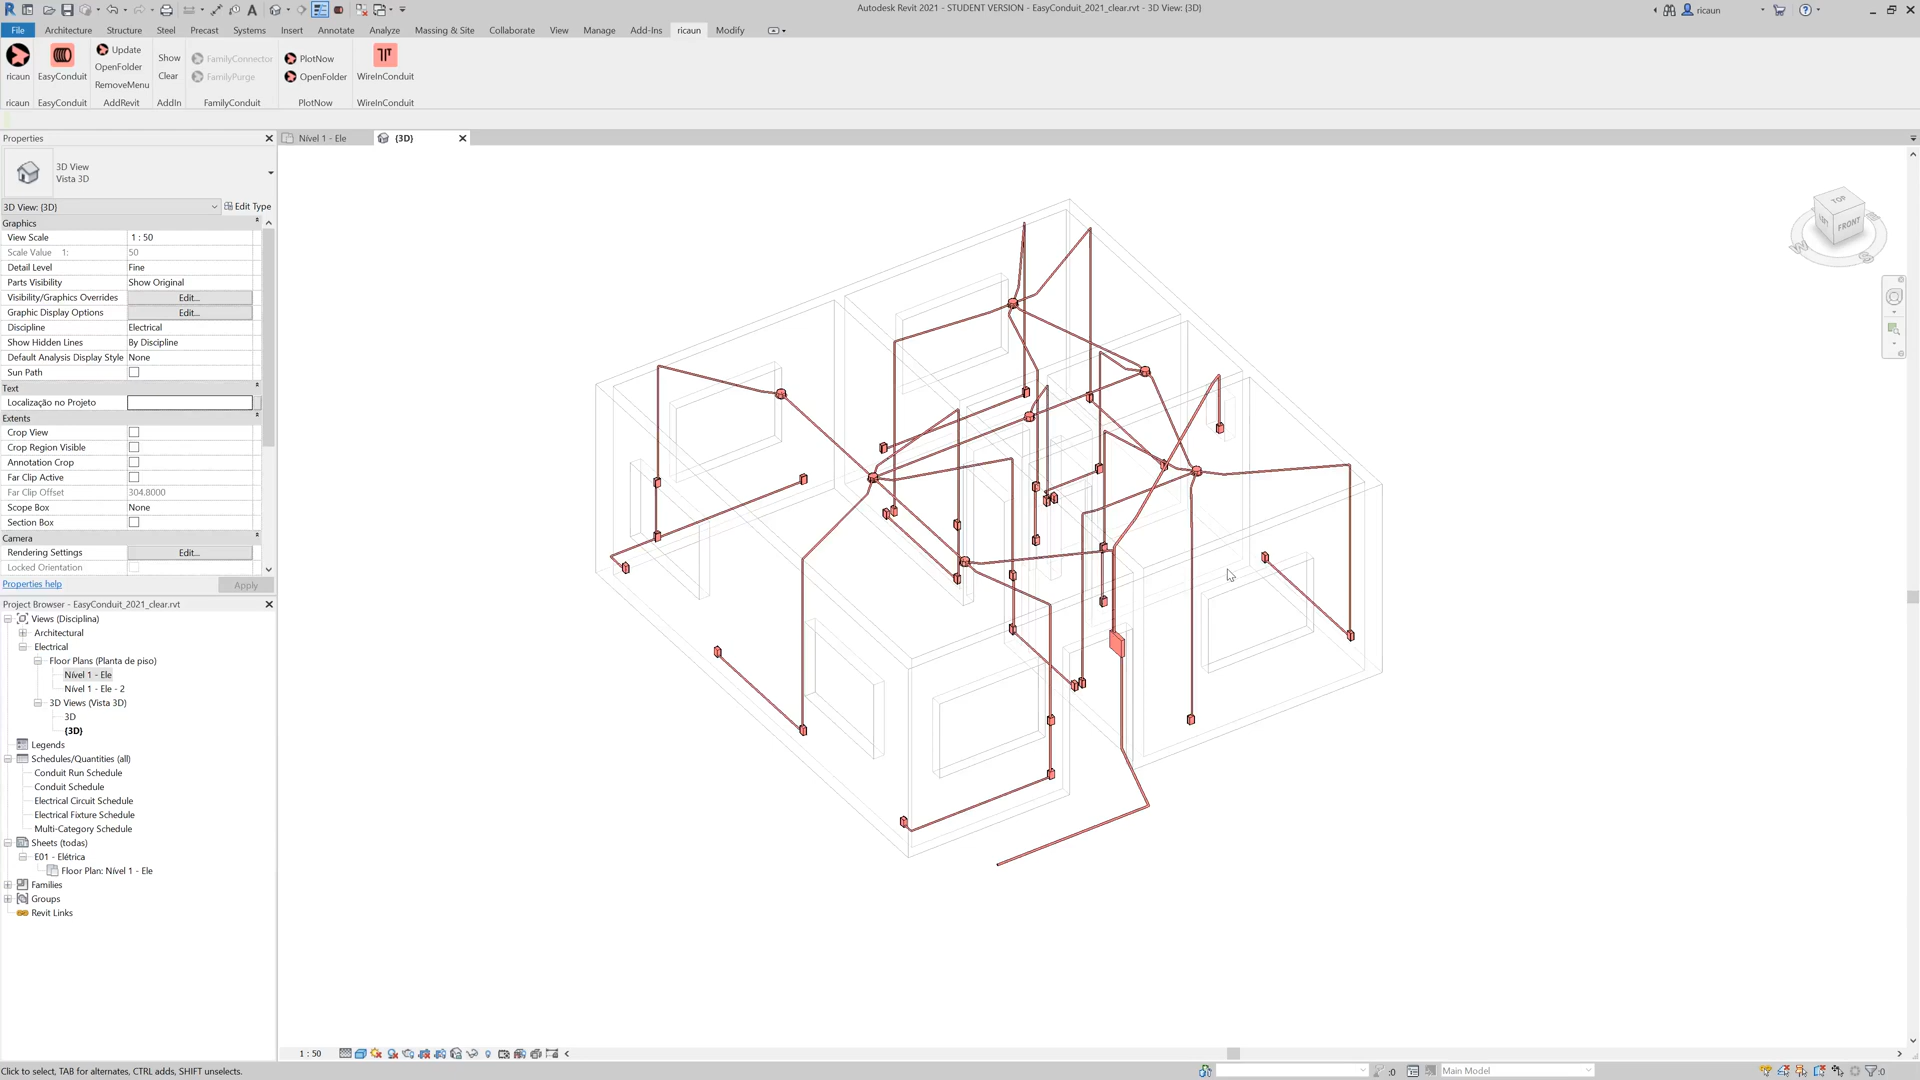 Autodesk Revit 2021 - STUDENT VERSION - EasyConduit_2021_clear.rvt - 3D View: {3D}
ricaun
File
Architecture
Structure
Steel
Precast
Systems
Insert
Annotate
Analyze
Massing & Site
Collaborate
View
Manage
Add-Ins
ricaun
Modify
ricaun
EasyConduit
Update
OpenFolder
RemoveMenu
Show
Clear
FamilyConnector
FamilyPurge
PlotNow
OpenFolder
WireInConduit
ricaun
EasyConduit
AddRevit
AddIn
FamilyConduit
PlotNow
WireInConduit
Properties
Nível 1 - Ele
{3D}
3D View
Vista 3D
3D View: {3D}
Edit Type
Graphics
View Scale 1 : 50
Scale Value 1: 50
Detail Level Fine
Parts Visibility Show Original
Visibility/Graphics Overrides Edit...
Graphic Display Options Edit...
Discipline Electrical
Show Hidden Lines By Discipline
Default Analysis Display Style None
Sun Path
Text
Localização no Projeto
Extents
Crop View
Crop Region Visible
Annotation Crop
Far Clip Active
Far Clip Offset 304.8000
Scope Box None
Section Box
Camera
Rendering Settings Edit...
Locked Orientation
Properties help
Apply
Project Browser - EasyConduit_2021_clear.rvt
Views (Disciplina)
Architectural
Electrical
Floor Plans (Planta de piso)
Nível 1 - Ele
Nível 1 - Ele - 2
3D Views (Vista 3D)
3D
{3D}
Legends
Schedules/Quantities (all)
Conduit Run Schedule
Conduit Schedule
Electrical Circuit Schedule
Electrical Fixture Schedule
Multi-Category Schedule
Sheets (todas)
E01 - Elétrica
Floor Plan: Nível 1 - Ele
Families
Groups
Revit Links
TOP
FRONT
W
S
1 : 50
Click to select, TAB for alternates, CTRL adds, SHIFT unselects.
:0
Main Model
:0